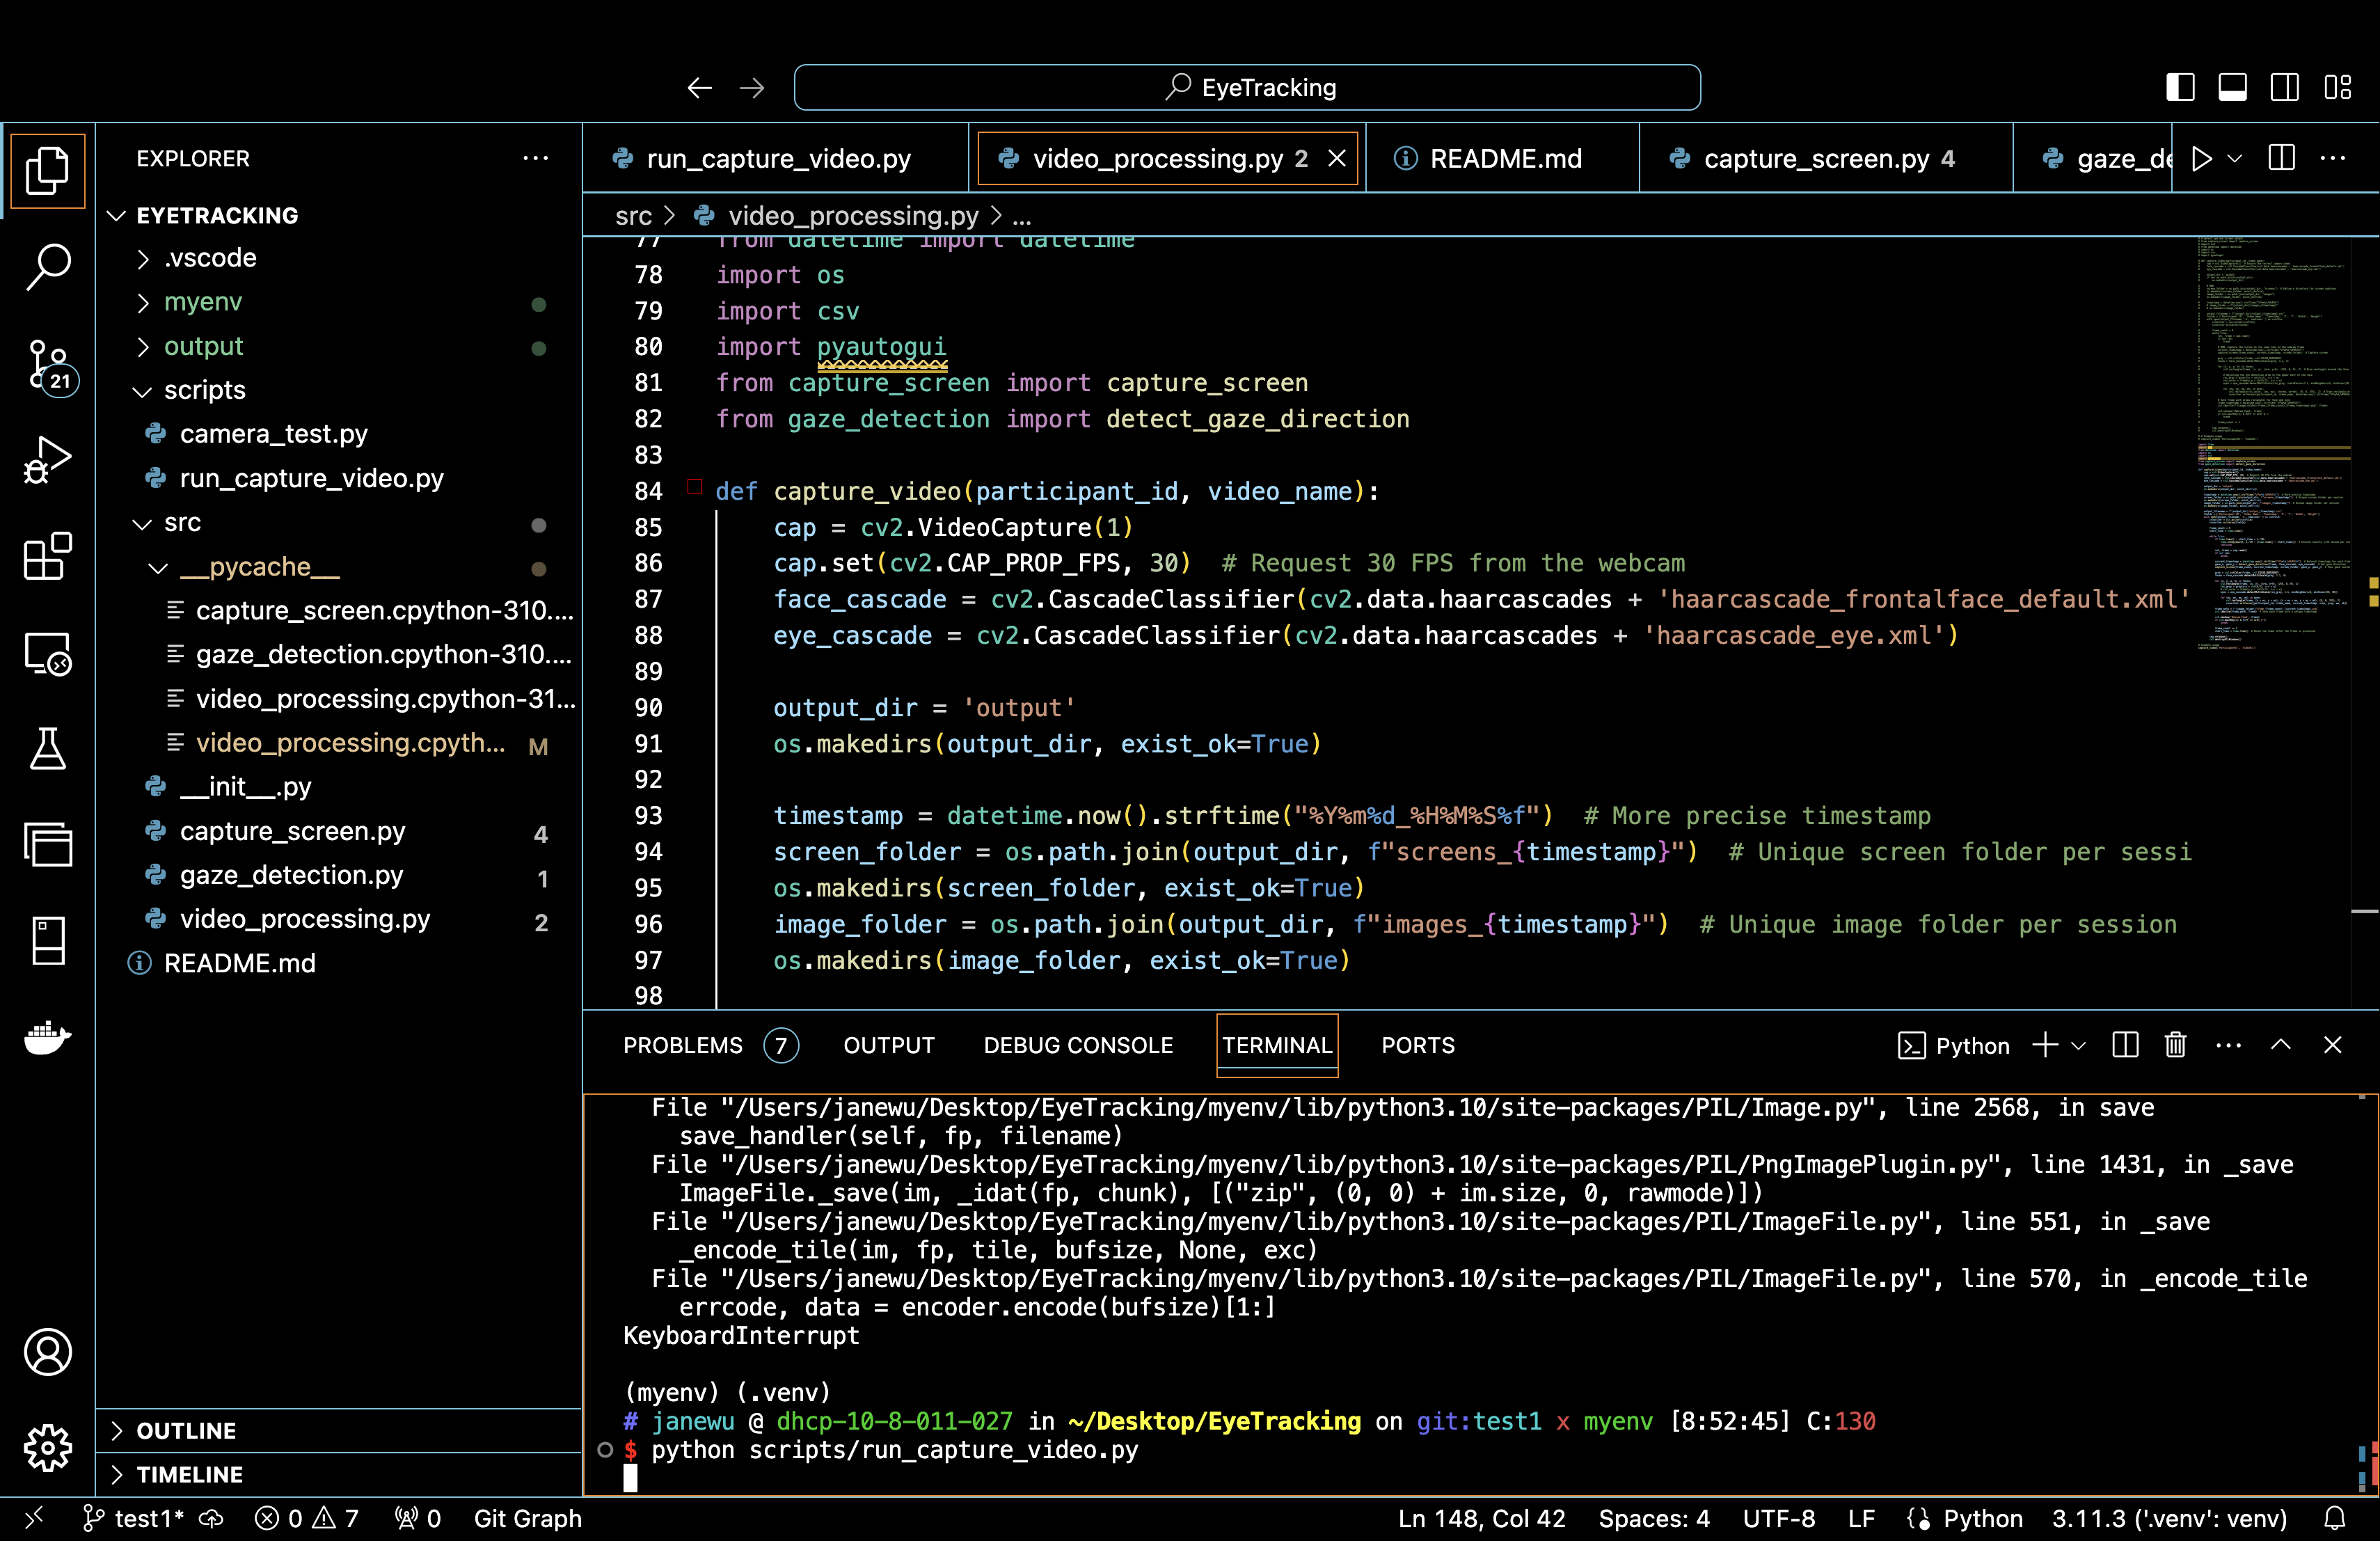 EyeTracking
EXPLORER
EYETRACKING
.vscode
myenv
output
scripts
camera_test.py
run_capture_video.py
src
__pycache__
capture_screen.cpython-310....
gaze_detection.cpython-310....
video_processing.cpython-31...
video_processing.cpyth... M
__init__.py
capture_screen.py 4
gaze_detection.py 1
video_processing.py 2
README.md
OUTLINE
TIMELINE
21
run_capture_video.py
video_processing.py 2
README.md
capture_screen.py 4
gaze_de
src > video_processing.py > ...
77 from datetime import datetime
78 import os
79 import csv
80 import pyautogui
81 from capture_screen import capture_screen
82 from gaze_detection import detect_gaze_direction
83
84 def capture_video(participant_id, video_name):
85 cap = cv2.VideoCapture(1)
86 cap.set(cv2.CAP_PROP_FPS, 30) # Request 30 FPS from the webcam
87 face_cascade = cv2.CascadeClassifier(cv2.data.haarcascades + 'haarcascade_frontalface_default.xml'
88 eye_cascade = cv2.CascadeClassifier(cv2.data.haarcascades + 'haarcascade_eye.xml')
89
90 output_dir = 'output'
91 os.makedirs(output_dir, exist_ok=True)
92
93 timestamp = datetime.now().strftime("%Y%m%d_%H%M%S%f") # More precise timestamp
94 screen_folder = os.path.join(output_dir, f"screens_{timestamp}") # Unique screen folder per sessi
95 os.makedirs(screen_folder, exist_ok=True)
96 image_folder = os.path.join(output_dir, f"images_{timestamp}") # Unique image folder per session
97 os.makedirs(image_folder, exist_ok=True)
98
PROBLEMS 7 OUTPUT DEBUG CONSOLE TERMINAL PORTS
Python
File "/Users/janewu/Desktop/EyeTracking/myenv/lib/python3.10/site-packages/PIL/Image.py", line 2568, in save
save_handler(self, fp, filename)
File "/Users/janewu/Desktop/EyeTracking/myenv/lib/python3.10/site-packages/PIL/PngImagePlugin.py", line 1431, in _save
ImageFile._save(im, _idat(fp, chunk), [("zip", (0, 0) + im.size, 0, rawmode)])
File "/Users/janewu/Desktop/EyeTracking/myenv/lib/python3.10/site-packages/PIL/ImageFile.py", line 551, in _save
_encode_tile(im, fp, tile, bufsize, None, exc)
File "/Users/janewu/Desktop/EyeTracking/myenv/lib/python3.10/site-packages/PIL/ImageFile.py", line 570, in _encode_tile
errcode, data = encoder.encode(bufsize)[1:]
KeyboardInterrupt
(myenv) (.venv)
# janewu @ dhcp-10-8-011-027 in ~/Desktop/EyeTracking on git:test1 x myenv [8:52:45] C:130
$ python scripts/run_capture_video.py
test1* 0 7 0 Git Graph
Ln 148, Col 42 Spaces: 4 UTF-8 LF Python 3.11.3 ('.venv': venv)